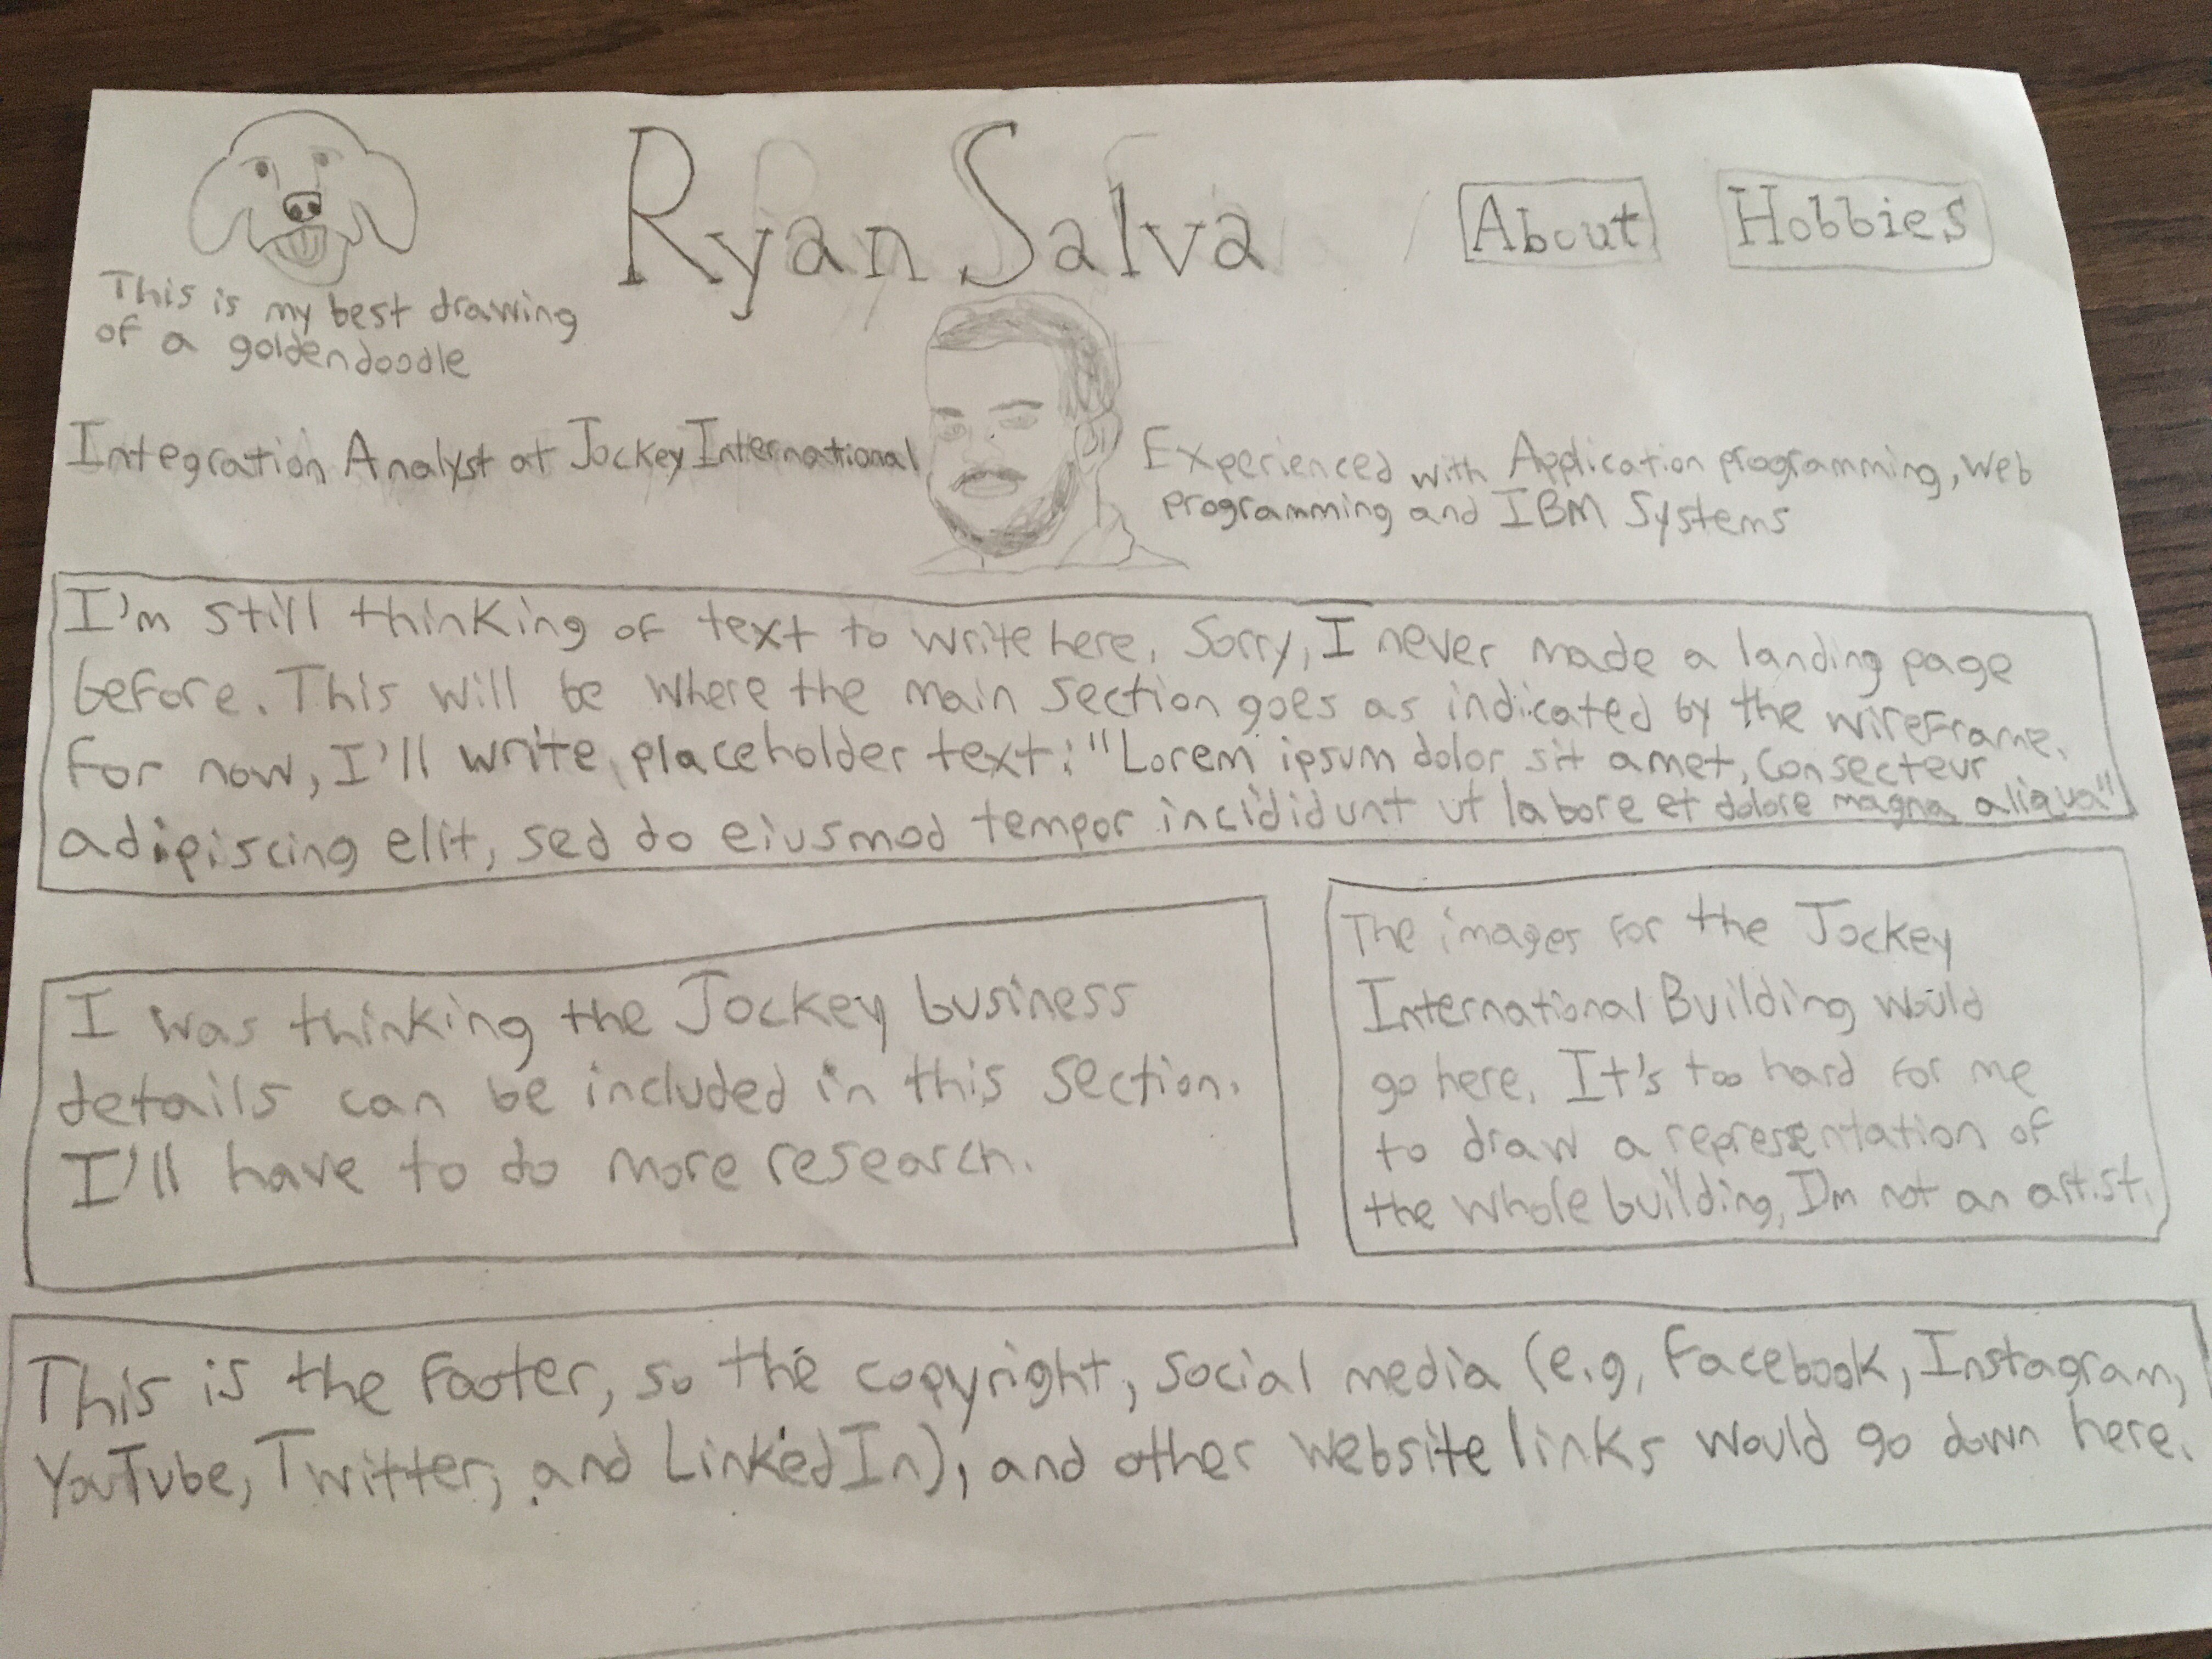 Ryan Salva
About
Hobbies
This is my best drawing
of a goldendoodle
Integration Analyst at Jockey International
Experienced with Application programming, web
programming and IBM Systems
I'm still thinking of text to write here. Sorry, I never made a landing page
before. This will be where the main section goes as indicated by the wireframe.
For now, I'll write placeholder text: "Lorem ipsum dolor sit amet, consecteur
adipiscing elit, sed do eiusmod tempor incididunt ut labore et dolore magna aliqua"
I was thinking the Jockey business
details can be included in this section.
I'll have to do more research.
The images for the Jockey
International Building would
go here. It's too hard for me
to draw a representation of
the whole building, I'm not an artist.
This is the footer, so the copyright, social media (e.g, Facebook, Instagram,
YouTube, Twitter, and LinkedIn), and other website links would go down here.